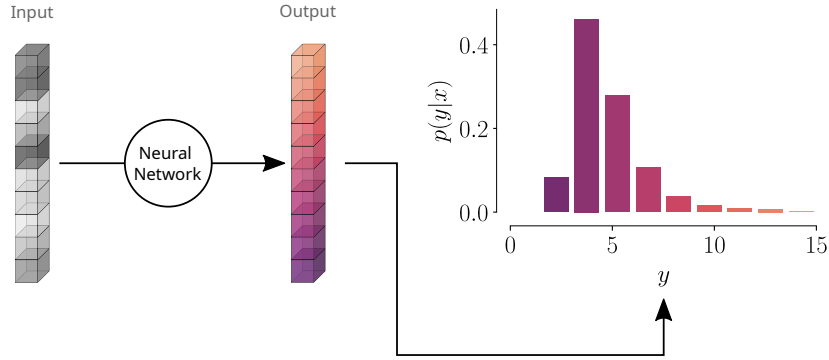 Input
Output
Neural
Network
p(y|x)
0.4
0.2
0.0
0
5
10
15
y